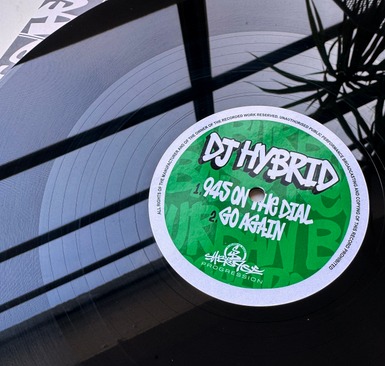 ALL RIGHTS OF THE MANUFACTURER AND OF THE OWNER OF THE RECORDED WORK RESERVED. UNAUTHORISED PUBLIC PERFORMANCE BROADCASTING AND COPYING OF THIS RECORD PROHIBITED
DJ HYBRID
1. 94.5 ON THE DIAL
2. GO AGAIN
HERITAGE
PROGRESSION